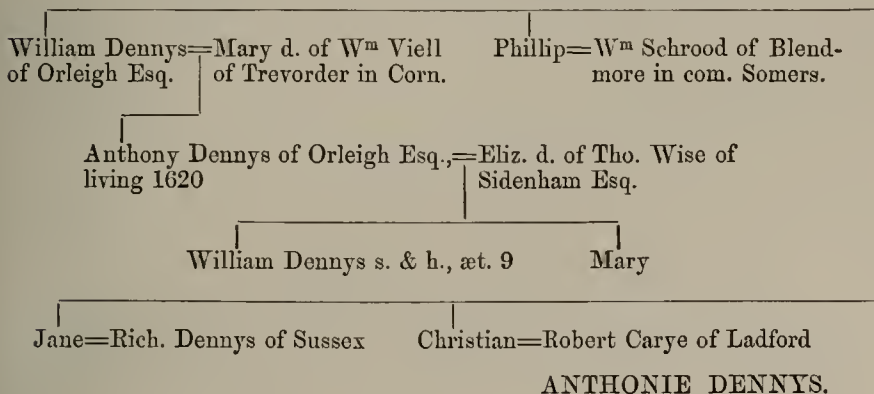 William Dennys=Mary d. of Wᵐ Viell
of Orleigh Esq. of Trevorder in Corn.
Phillip=Wᵐ Schrood of Blend-
more in com. Somers.
Anthony Dennys of Orleigh Esq.,=Eliz. d. of Tho. Wise of
living 1620 Sidenham Esq.
William Dennys s. & h., æt. 9 Mary
Jane=Rich. Dennys of Sussex Christian=Robert Carye of Ladford
ANTHONIE DENNYS.